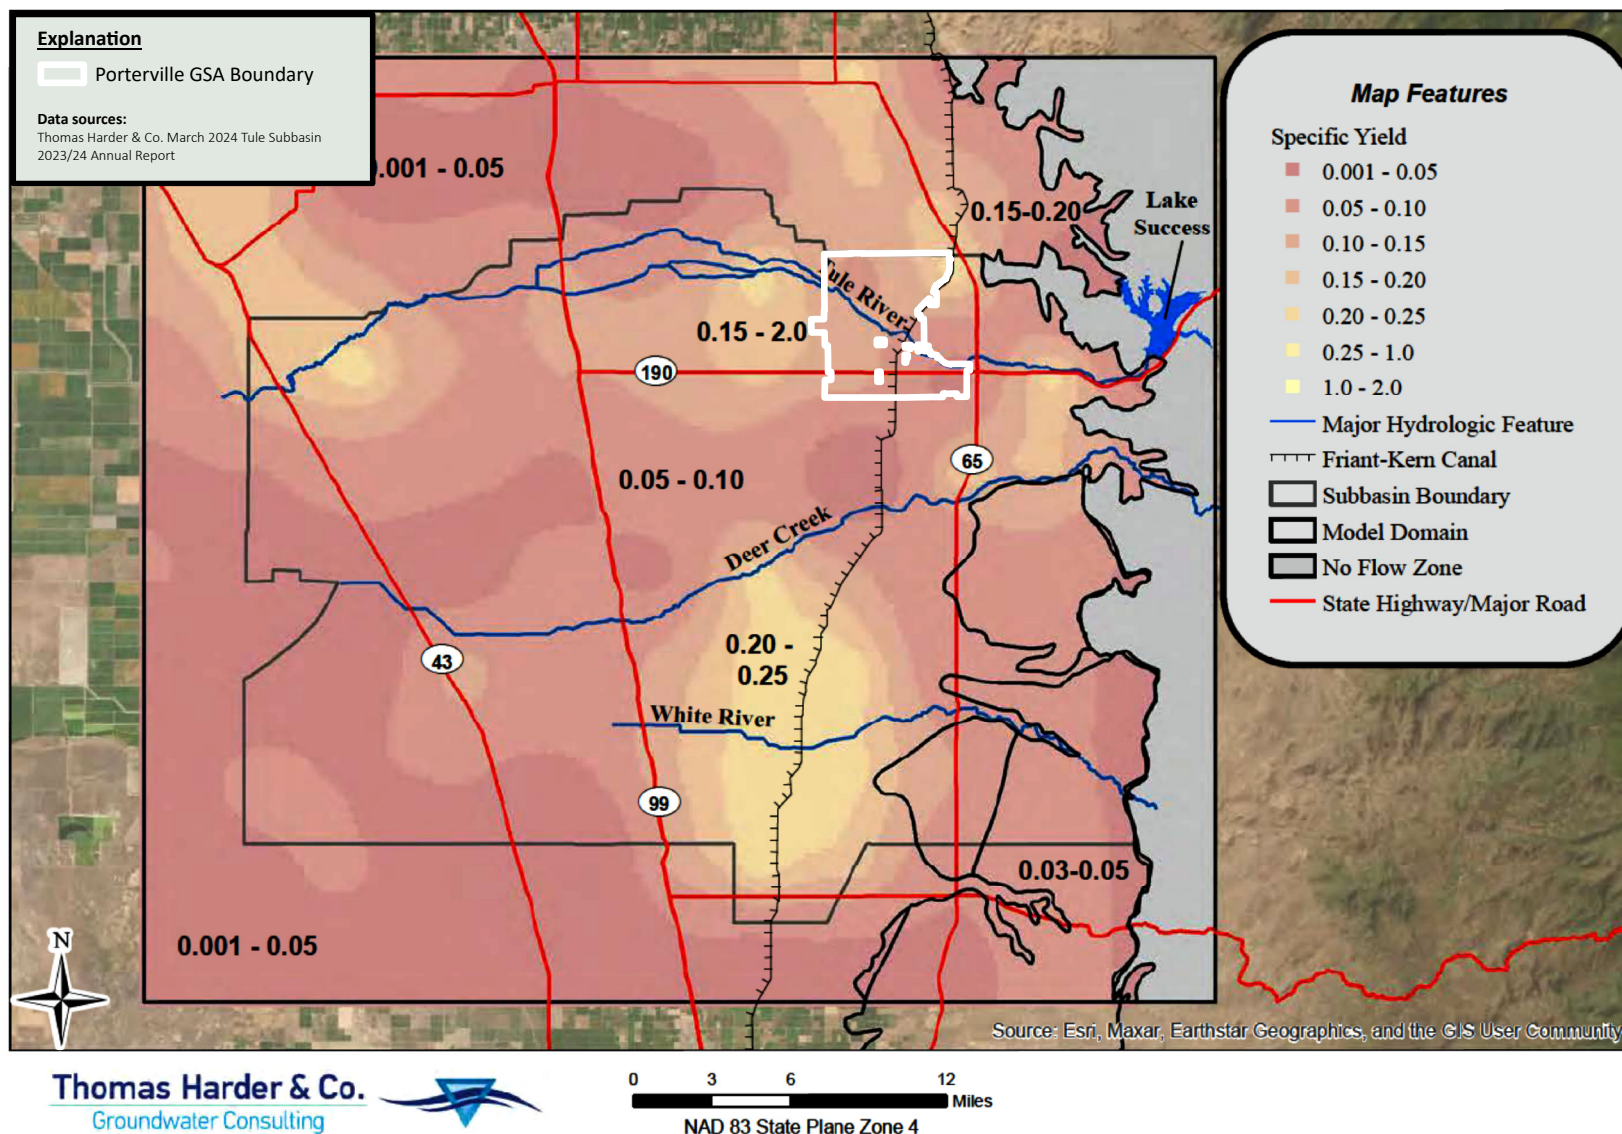 Explanation
Porterville GSA Boundary
Data sources:
Thomas Harder & Co. March 2024 Tule Subbasin
2023/24 Annual Report
Map Features
Specific Yield
0.001 - 0.05
0.05 - 0.10
0.10 - 0.15
0.15 - 0.20
0.20 - 0.25
0.25 - 1.0
1.0 - 2.0
Major Hydrologic Feature
Friant-Kern Canal
Subbasin Boundary
Model Domain
No Flow Zone
State Highway/Major Road
.001 - 0.05
0.15-0.20
Lake
Success
Tule River
0.15 - 2.0
190
65
0.05 - 0.10
Deer Creek
0.20 -
0.25
43
White River
99
0.03-0.05
0.001 - 0.05
N
Source: Esri, Maxar, Earthstar Geographics, and the GIS User Community
Thomas Harder & Co.
Groundwater Consulting
0 3 6 12
Miles
NAD 83 State Plane Zone 4